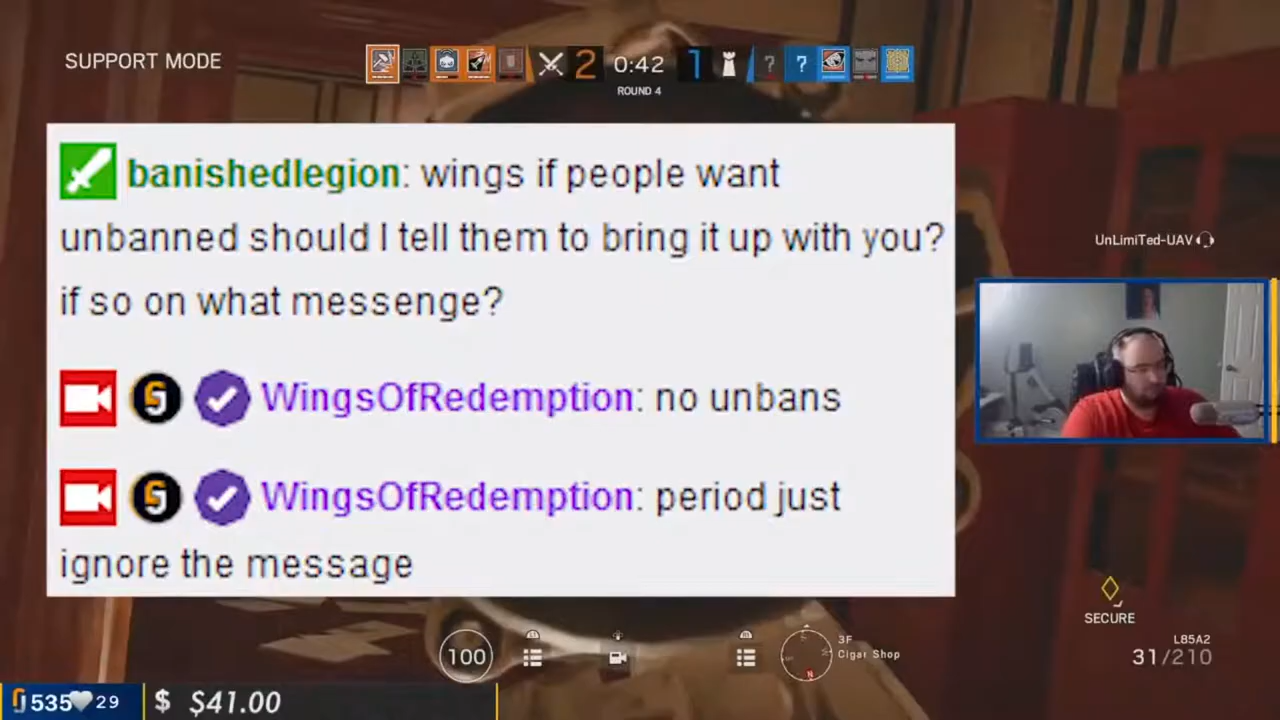 SUPPORT MODE
2 0:42 1 ? ?
ROUND 4
banishedlegion: wings if people want
unbanned should I tell them to bring it up with you?
if so on what messenge?
WingsOfRedemption: no unbans
WingsOfRedemption: period just
ignore the message
UnLimiTed-UAV
SECURE
L85A2
31/210
100
3F
Cigar Shop
N
535 29 $ $41.00